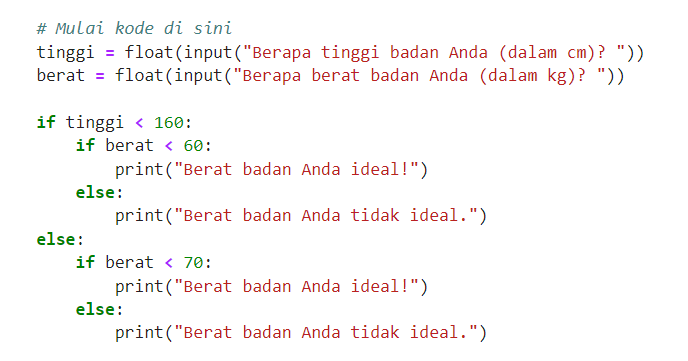 # Mulai kode di sini
tinggi = float(input("Berapa tinggi badan Anda (dalam cm)? "))
berat = float(input("Berapa berat badan Anda (dalam kg)? "))

if tinggi < 160:
    if berat < 60:
        print("Berat badan Anda ideal!")
    else:
        print("Berat badan Anda tidak ideal.")
else:
    if berat < 70:
        print("Berat badan Anda ideal!")
    else:
        print("Berat badan Anda tidak ideal.")